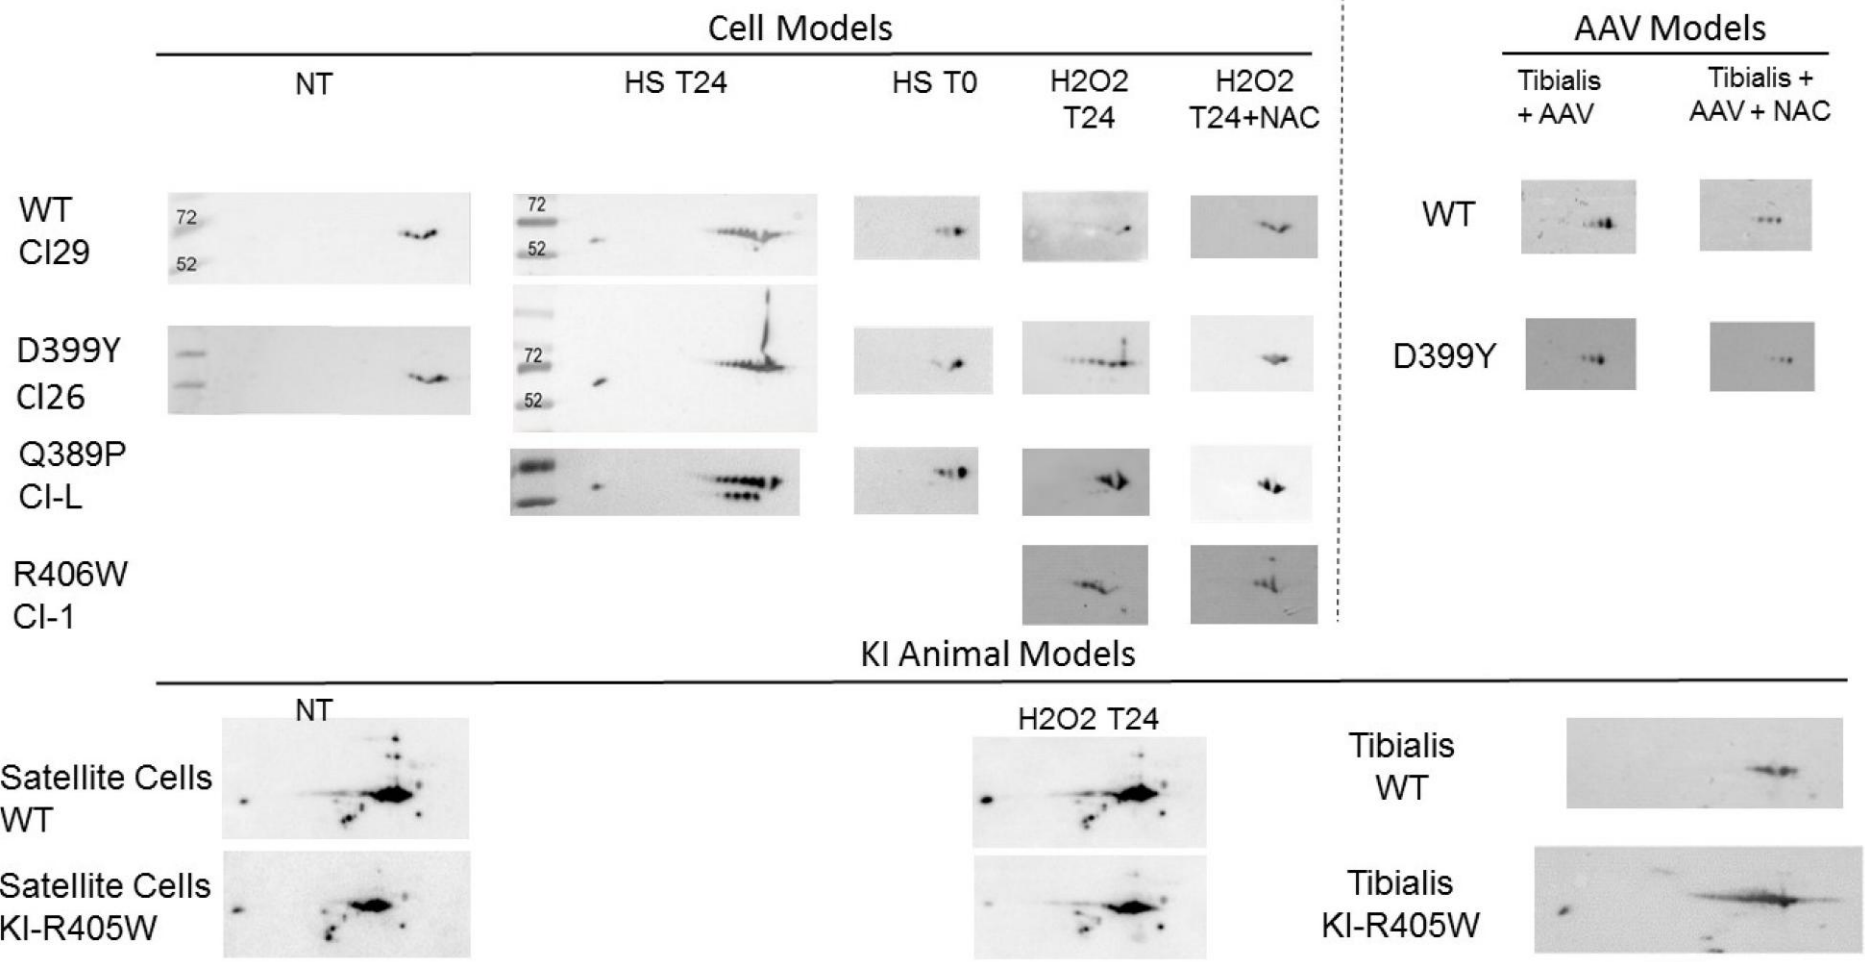 Cell Models
AAV Models
NT
HS T24
HS T0
H2O2
T24
H2O2
T24+NAC
Tibialis
+ AAV
Tibialis +
AAV + NAC
WT
Cl29
72
52
72
52
WT
D399Y
Cl26
72
52
D399Y
Q389P
Cl-L
R406W
Cl-1
KI Animal Models
NT
H2O2 T24
Satellite Cells
WT
Tibialis
WT
Satellite Cells
KI-R405W
Tibialis
KI-R405W